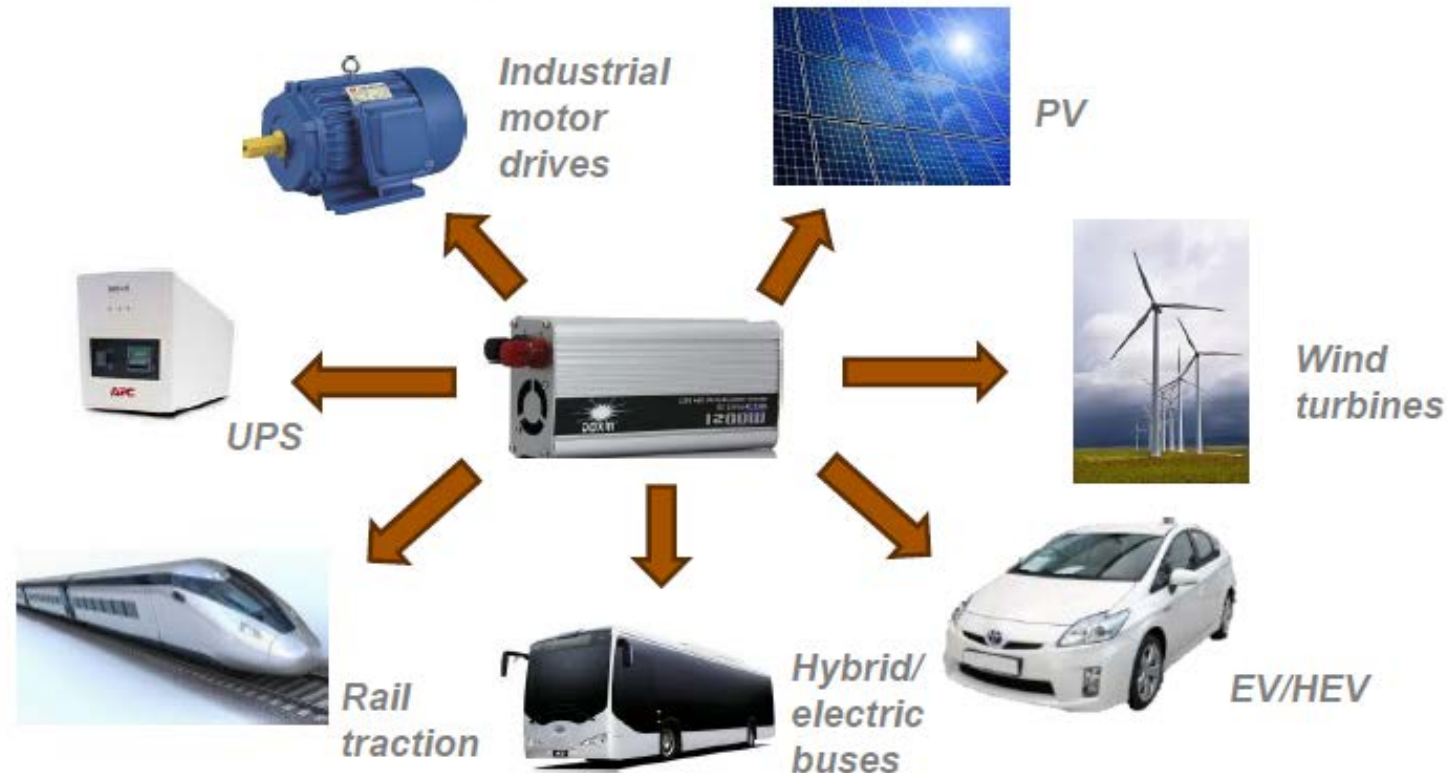 Industrial
motor
drives
PV
Wind
turbines
APC
UPS
1200W
Rail
traction
Hybrid/
electric
buses
EV/HEV